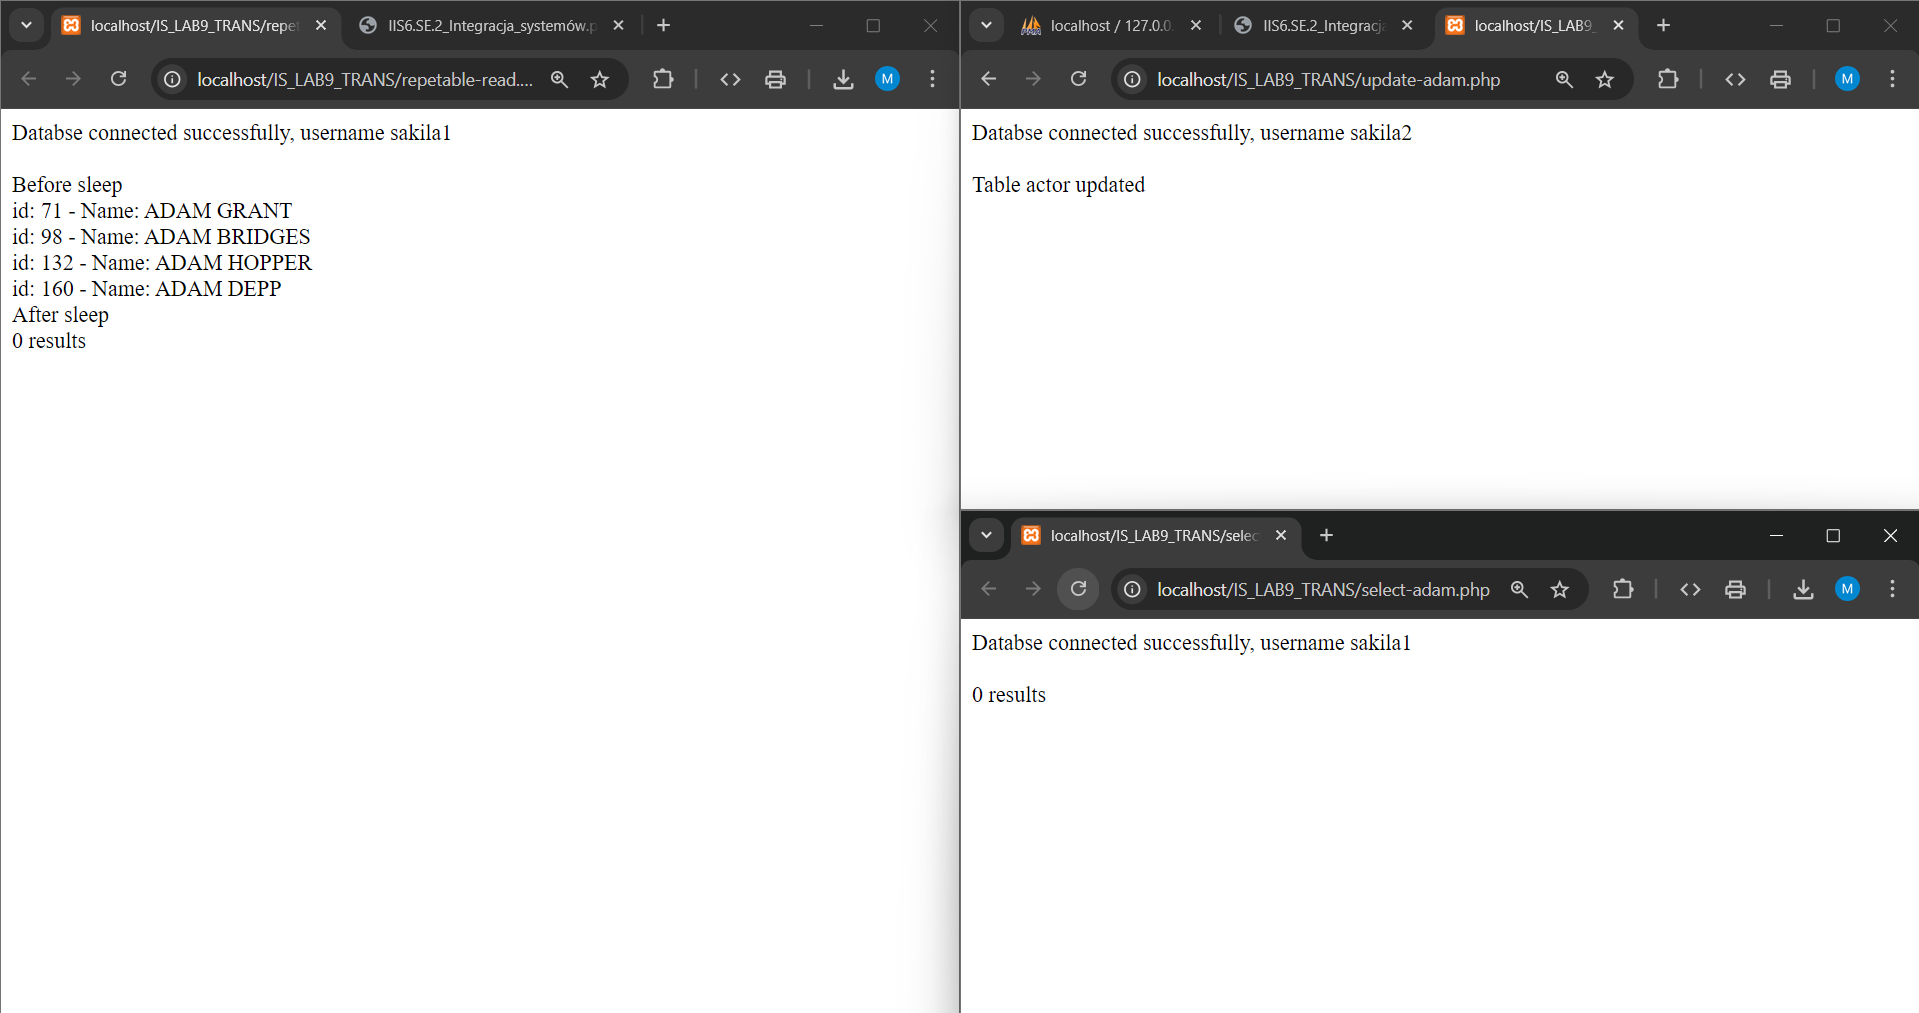 localhost/IS_LAB9_TRANS/repet
IIS6.SE.2_Integracja_systemów.p
localhost/IS_LAB9_TRANS/repetable-read....
M
Databse connected successfully, username sakila1
Before sleep
id: 71 - Name: ADAM GRANT
id: 98 - Name: ADAM BRIDGES
id: 132 - Name: ADAM HOPPER
id: 160 - Name: ADAM DEPP
After sleep
0 results
localhost / 127.0.0.
IIS6.SE.2_Integracja
localhost/IS_LAB9_
localhost/IS_LAB9_TRANS/update-adam.php
M
Databse connected successfully, username sakila2
Table actor updated
localhost/IS_LAB9_TRANS/selec
localhost/IS_LAB9_TRANS/select-adam.php
M
Databse connected successfully, username sakila1
0 results